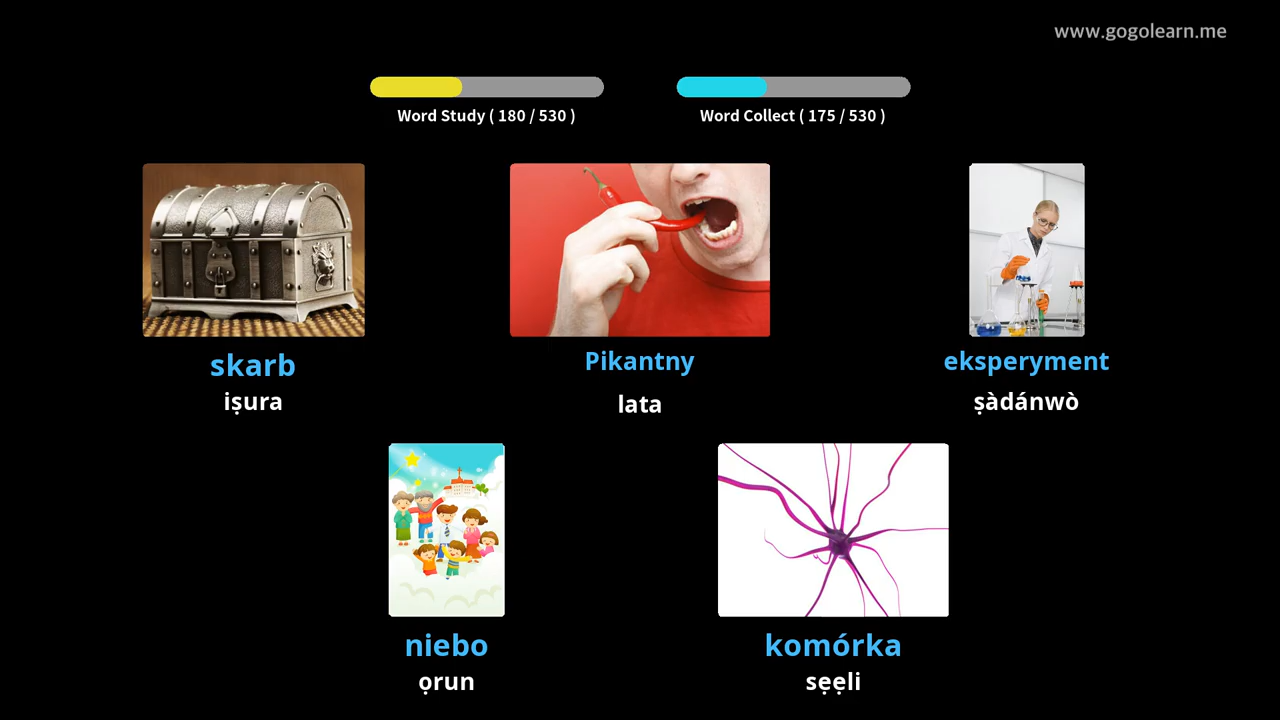 www.gogolearn.me
Word Study ( 180 / 530 )
Word Collect ( 175 / 530 )
skarb
iṣura
Pikantny
lata
eksperyment
ṣàdánwò
niebo
ọrun
komórka
sẹẹli